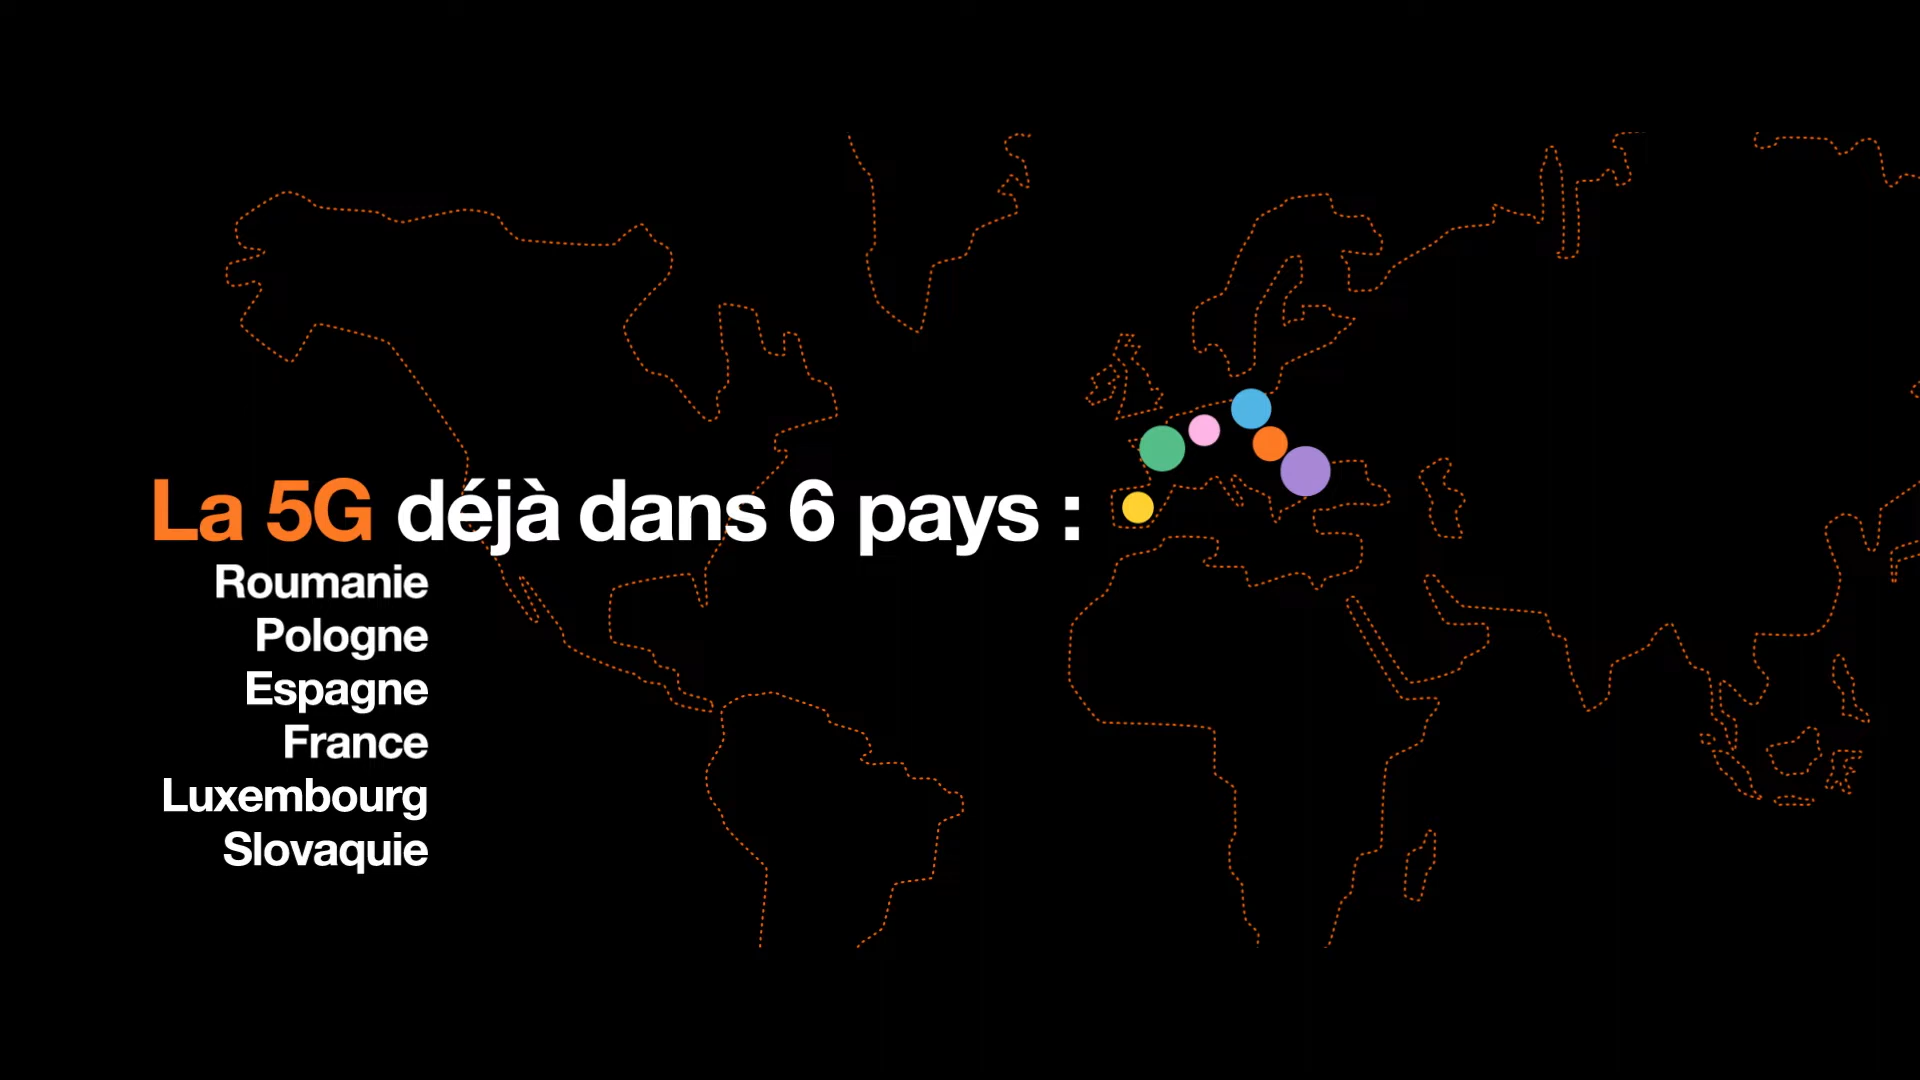 La 5G déjà dans 6 pays :
Roumanie
Pologne
Espagne
France
Luxembourg
Slovaquie